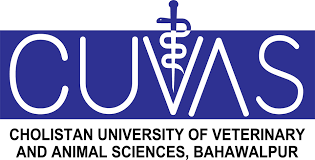 CUVAS
CHOLISTAN UNIVERSITY OF VETERINARY
AND ANIMAL SCIENCES, BAHAWALPUR